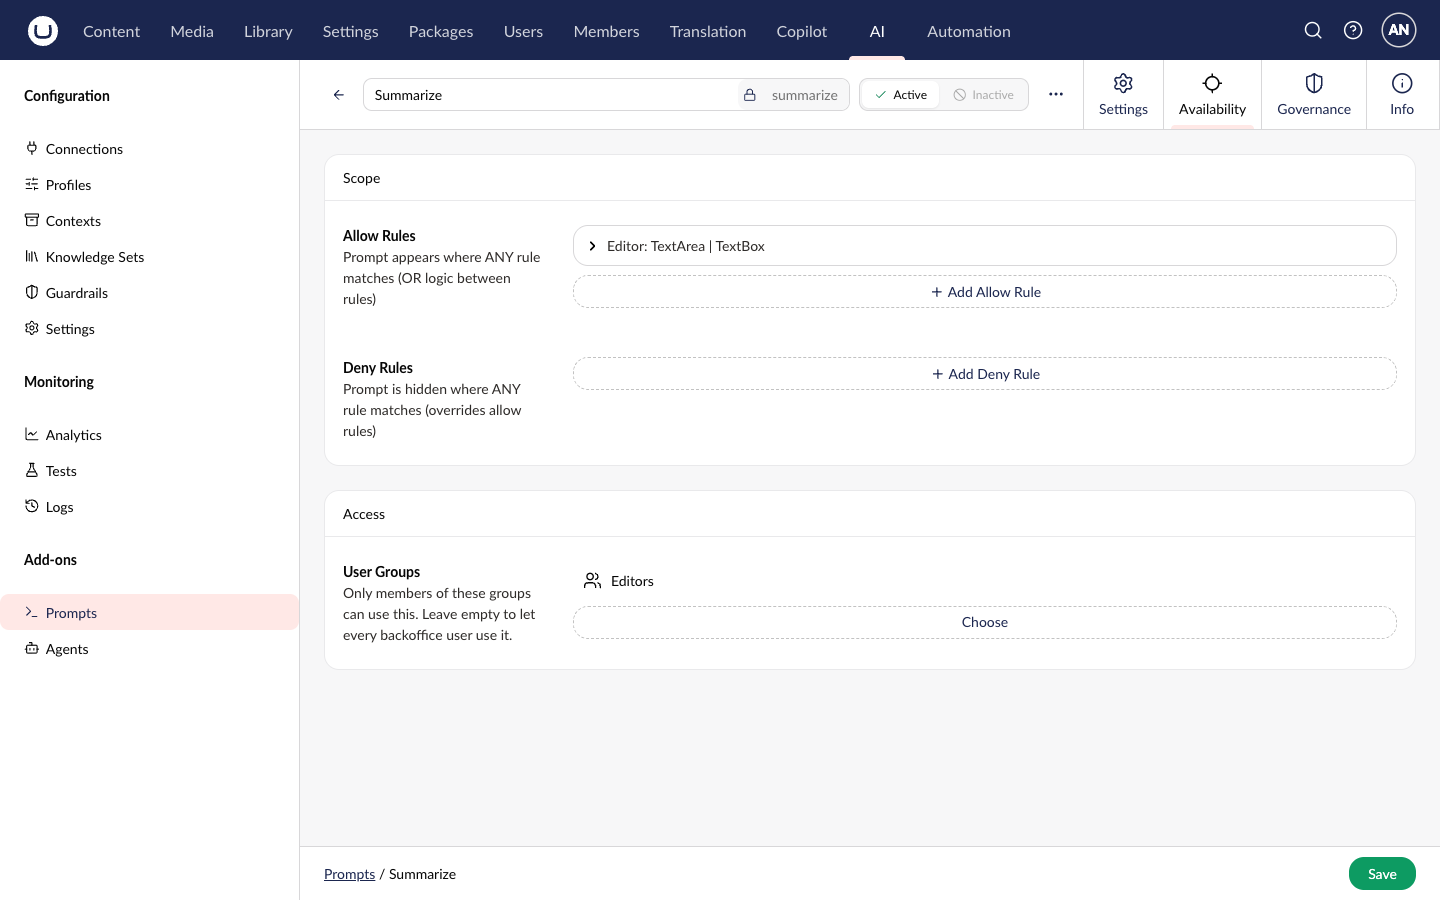 Content Media Library Settings Packages Users Members Translation Copilot AI Automation AN
Configuration
Connections
Profiles
Contexts
Knowledge Sets
Guardrails
Settings
Monitoring
Analytics
Tests
Logs
Add-ons
Prompts
Agents
Summarize summarize Active Inactive
Settings Availability Governance Info
Scope
Allow Rules
Prompt appears where ANY rule
matches (OR logic between
rules)
Editor: TextArea | TextBox
Add Allow Rule
Deny Rules
Prompt is hidden where ANY
rule matches (overrides allow
rules)
Add Deny Rule
Access
User Groups
Only members of these groups
can use this. Leave empty to let
every backoffice user use it.
Editors
Choose
Prompts / Summarize
Save